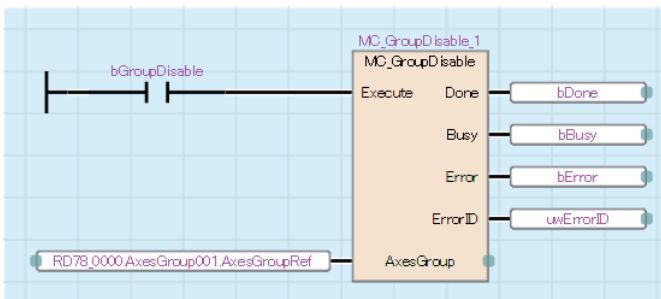 MC_GroupDisable_1
MC_GroupDisable
bGroupDisable
Execute Done bDone
Busy bBusy
Error bError
ErrorID uwErrorID
RD78_0000.AxesGroup001.AxesGroupRef AxesGroup